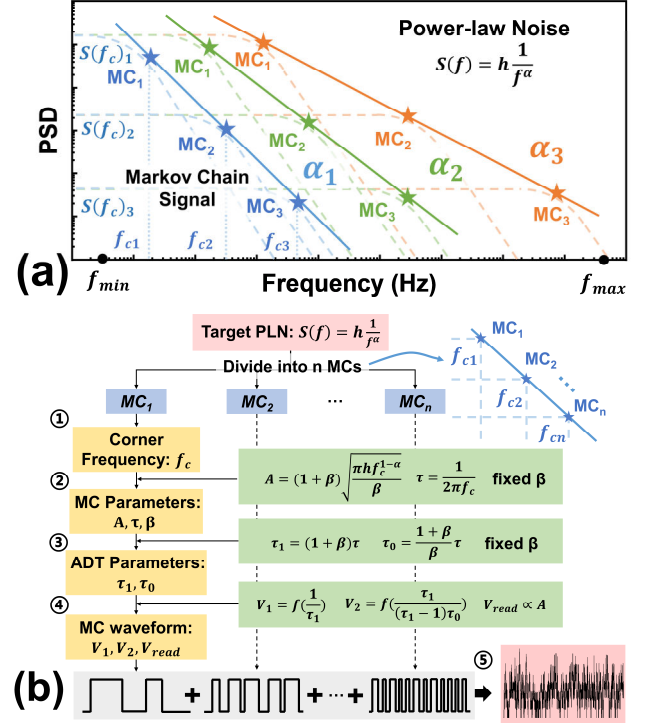 Power-law Noise
S(f) = h 1/f^α
PSD
S(f_c)_1
S(f_c)_2
S(f_c)_3
MC_1
MC_2
MC_3
MC_1
MC_2
MC_3
MC_1
MC_2
MC_3
α_1
α_2
α_3
Markov Chain
Signal
f_c1
f_c2
f_c3
(a)
f_min
Frequency (Hz)
f_max
Target PLN: S(f) = h 1/f^α
Divide into n MCs
MC_1
MC_2
...
MC_n
MC_1
MC_2
MC_n
f_c1
f_c2
f_cn
①
Corner
Frequency: f_c
②
A = (1 + β)√(πhf_c^(1−α)/β) τ = 1/(2πf_c) fixed β
MC Parameters:
A, τ, β
③
τ_1 = (1 + β)τ τ_0 = (1 + β)/β τ fixed β
ADT Parameters:
τ_1, τ_0
④
V_1 = f(1/τ_1) V_2 = f(τ_1/((τ_1 − 1)τ_0)) V_read ∝ A
MC waveform:
V_1, V_2, V_read
⑤
(b)
+ + ... +